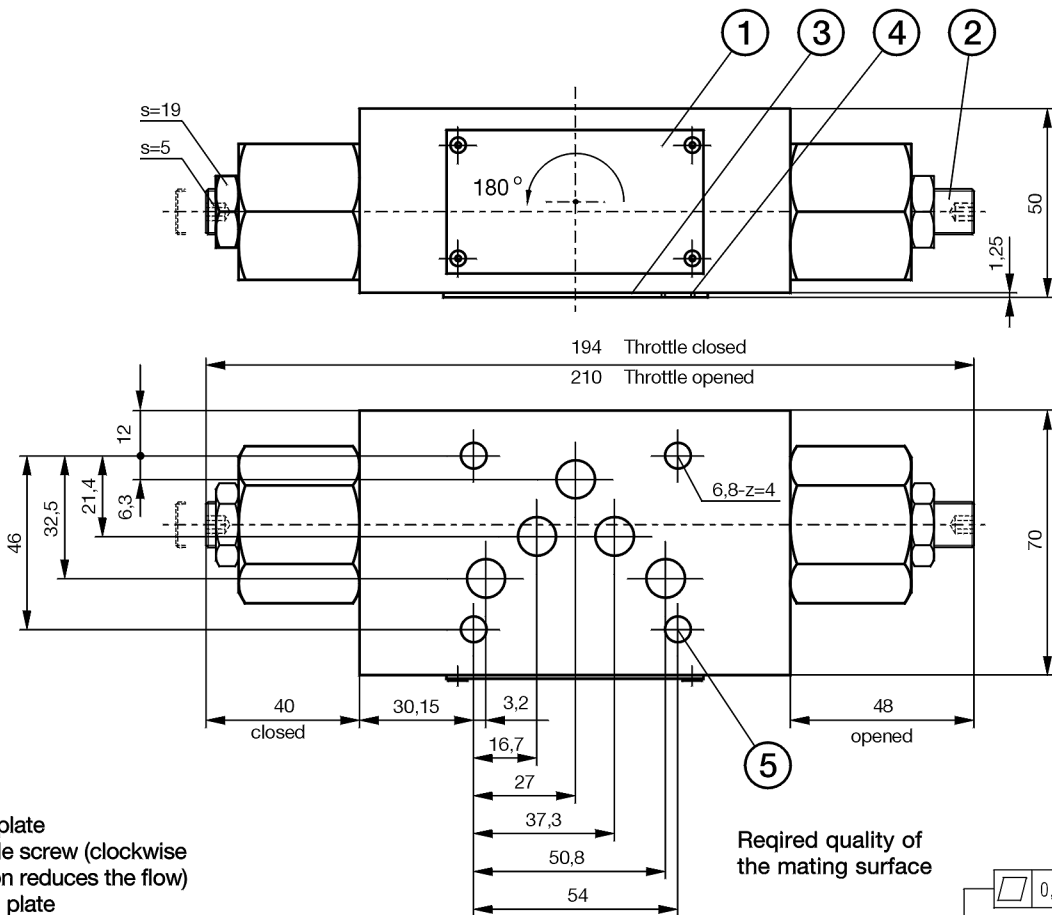 1
3
4
2
s=19
s=5
180°
50
1,25
194 Throttle closed
210 Throttle opened
12
6,3
21,4
32,5
46
6,8-z=4
70
40
closed
30,15
3,2
48
opened
16,7
5
27
37,3
50,8
54
plate
le screw (clockwise
on reduces the flow)
plate
Reqired quality of
the mating surface
0,